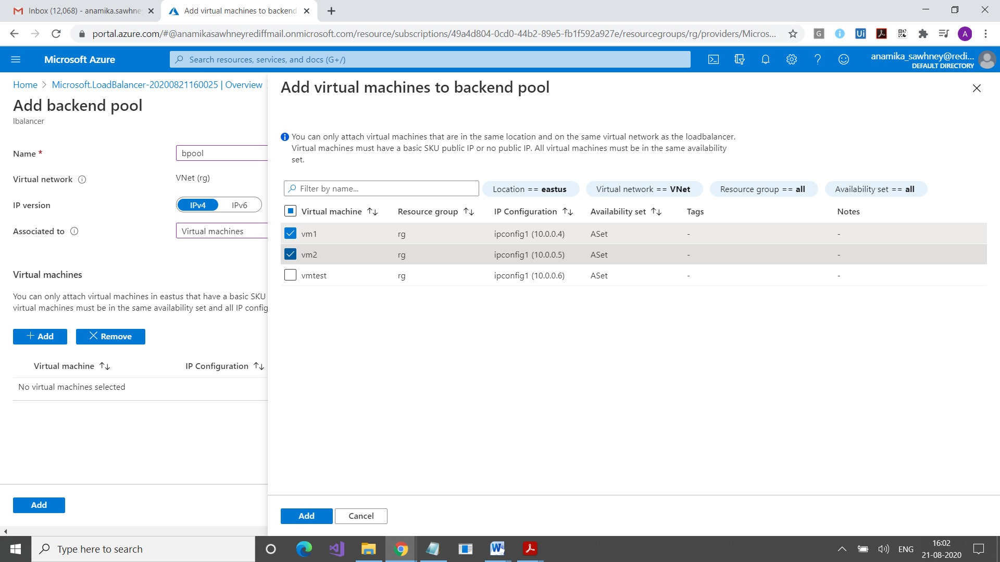 Inbox (12,068) - anamika.sawhne
Add virtual machines to backend
portal.azure.com/#@anamikasawhneyrediffmail.onmicrosoft.com/resource/subscriptions/49a4d804-0cd0-44b2-89e5-fb1f592a927e/resourcegroups/rg/providers/Micros...
G
Ui
A
Microsoft Azure
Search resources, services, and docs (G+/)
anamika_sawhney@redi...
DEFAULT DIRECTORY
Home > Microsoft.LoadBalancer-20200821160025 | Overview
Add backend pool
lbalancer
Name *
bpool
Virtual network
VNet (rg)
IP version
IPv4 IPv6
Associated to
Virtual machines
Virtual machines
You can only attach virtual machines in eastus that have a basic SKU
virtual machines must be in the same availability set and all IP config
+ Add
Remove
Virtual machine ↑↓ IP Configuration ↑↓
No virtual machines selected
Add
Add virtual machines to backend pool
You can only attach virtual machines that are in the same location and on the same virtual network as the loadbalancer.
Virtual machines must have a basic SKU public IP or no public IP. All virtual machines must be in the same availability
set.
Filter by name...
Location == eastus
Virtual network == VNet
Resource group == all
Availability set == all
Virtual machine ↑↓ Resource group ↑↓ IP Configuration ↑↓ Availability set ↑↓ Tags Notes
vm1 rg ipconfig1 (10.0.0.4) ASet - -
vm2 rg ipconfig1 (10.0.0.5) ASet - -
vmtest rg ipconfig1 (10.0.0.6) ASet - -
Add
Cancel
Type here to search
ENG
16:02
21-08-2020